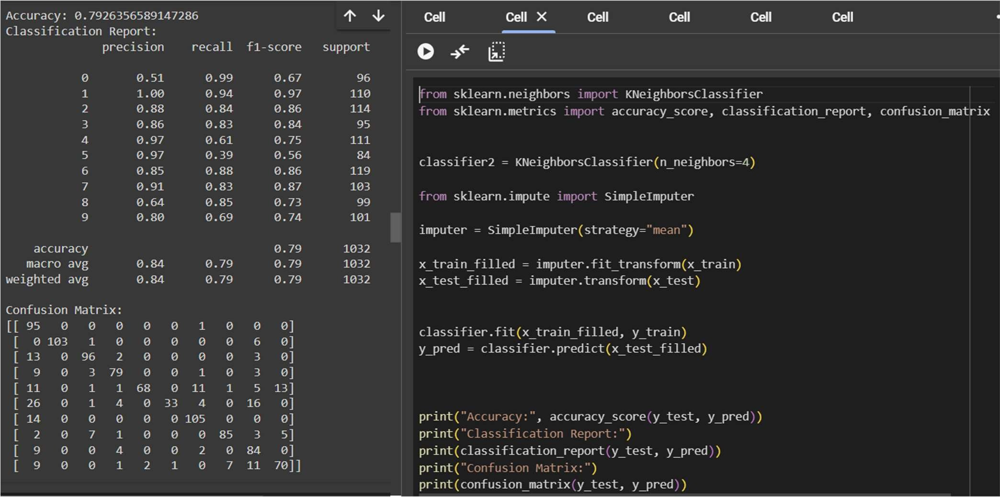 Accuracy: 0.7926356589147286
Classification Report:
precision recall f1-score support
0 0.51 0.99 0.67 96
1 1.00 0.94 0.97 110
2 0.88 0.84 0.86 114
3 0.86 0.83 0.84 95
4 0.97 0.61 0.75 111
5 0.97 0.39 0.56 84
6 0.85 0.88 0.86 119
7 0.91 0.83 0.87 103
8 0.64 0.85 0.73 99
9 0.80 0.69 0.74 101
accuracy 0.79 1032
macro avg 0.84 0.79 0.79 1032
weighted avg 0.84 0.79 0.79 1032
Confusion Matrix:
[[ 95 0 0 0 0 0 1 0 0 0]
[ 0 103 1 0 0 0 0 0 6 0]
[ 13 0 96 2 0 0 0 0 3 0]
[ 9 0 3 79 0 0 1 0 3 0]
[ 11 0 1 1 68 0 11 1 5 13]
[ 26 0 1 4 0 33 4 0 16 0]
[ 14 0 0 0 0 0 105 0 0 0]
[ 2 0 7 1 0 0 0 85 3 5]
[ 9 0 0 4 0 0 2 0 84 0]
[ 9 0 0 1 2 1 0 7 11 70]]
Cell Cell Cell Cell Cell Cell
from sklearn.neighbors import KNeighborsClassifier
from sklearn.metrics import accuracy_score, classification_report, confusion_matrix
classifier2 = KNeighborsClassifier(n_neighbors=4)
from sklearn.impute import SimpleImputer
imputer = SimpleImputer(strategy="mean")
x_train_filled = imputer.fit_transform(x_train)
x_test_filled = imputer.transform(x_test)
classifier.fit(x_train_filled, y_train)
y_pred = classifier.predict(x_test_filled)
print("Accuracy:", accuracy_score(y_test, y_pred))
print("Classification Report:")
print(classification_report(y_test, y_pred))
print("Confusion Matrix:")
print(confusion_matrix(y_test, y_pred))